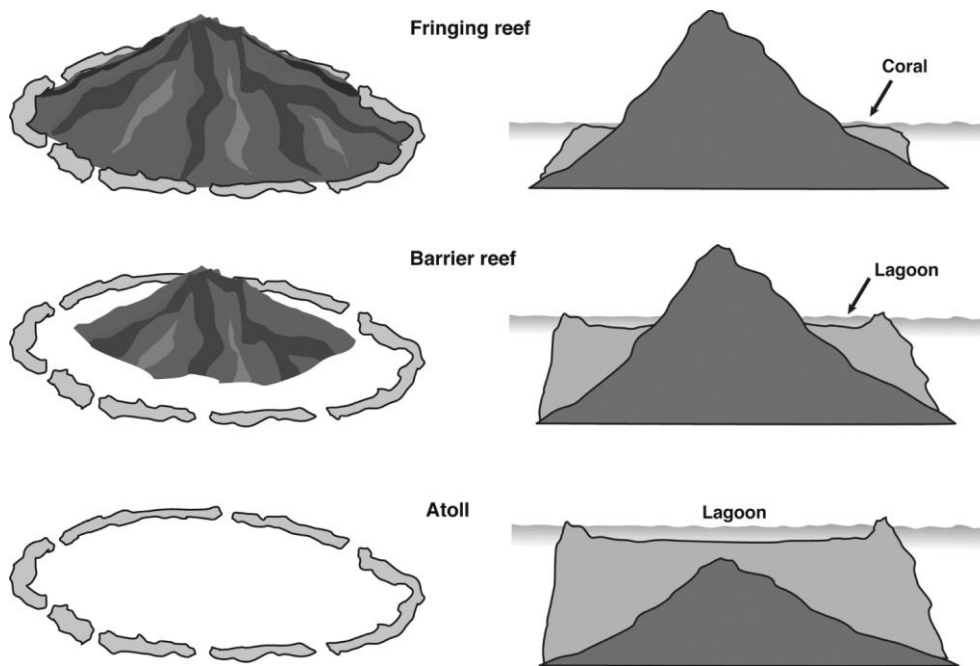 Fringing reef
Coral
Barrier reef
Lagoon
Atoll
Lagoon